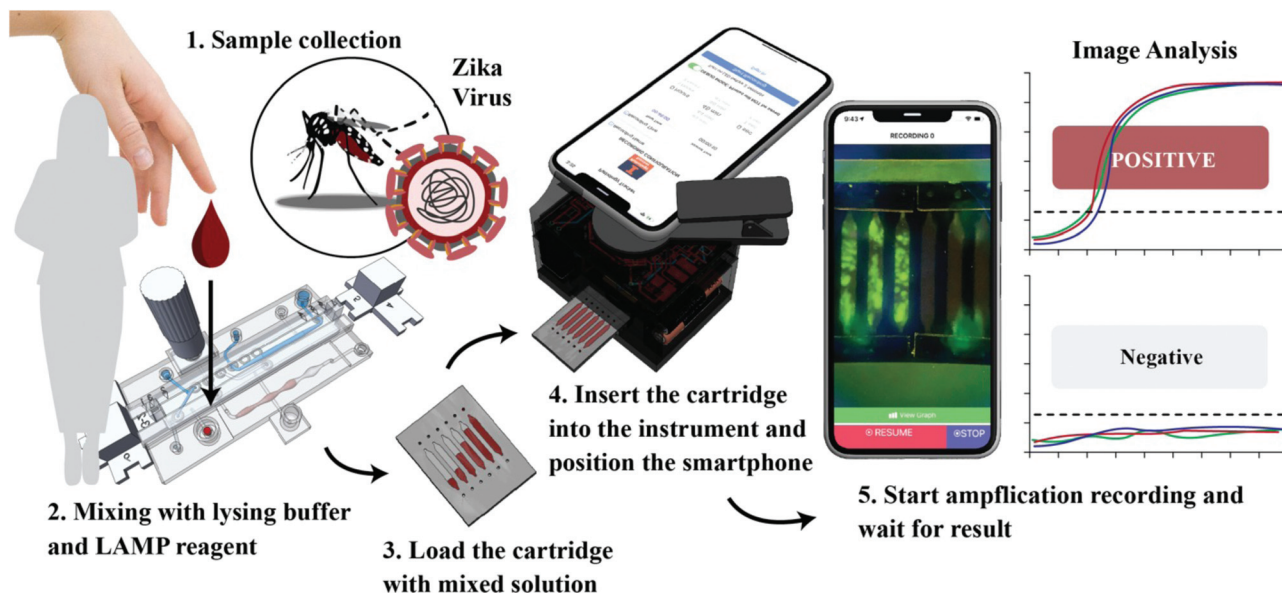 1. Sample collection
Zika
Virus
2. Mixing with lysing buffer
and LAMP reagent
3. Load the cartridge
with mixed solution
4. Insert the cartridge
into the instrument and
position the smartphone
9:43
RECORDING 0
View Graph
RESUME
STOP
5. Start ampflication recording and
wait for result
Image Analysis
POSITIVE
Negative